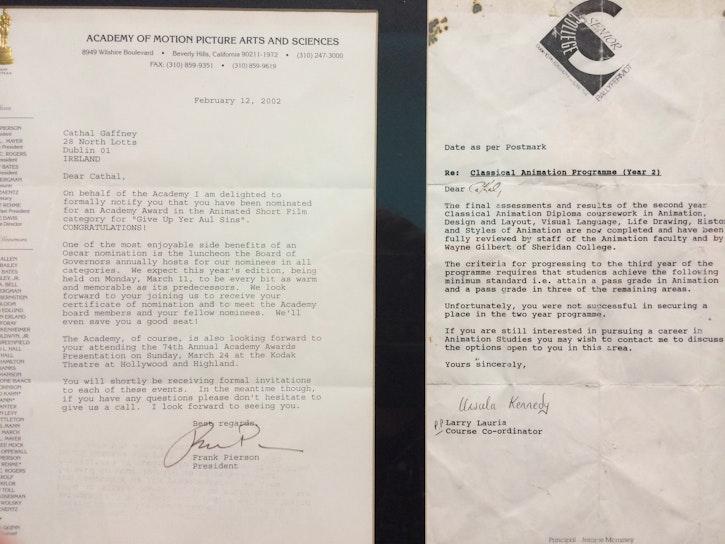 ACADEMY OF MOTION PICTURE ARTS AND SCIENCES
8949 Wilshire Boulevard • Beverly Hills, California 90211-1972 • (310) 247-3000
FAX: (310) 859-9351 • (310) 859-9619
February 12, 2002
Cathal Gaffney
28 North Lotts
Dublin 01
IRELAND
Dear Cathal,
On behalf of the Academy I am delighted to
formally notify you that you have been nominated
for an Academy Award in the Animated Short Film
category for "Give Up Yer Aul Sins".
CONGRATULATIONS!
One of the most enjoyable side benefits of an
Oscar nomination is the luncheon the Board of
Governors annually hosts for our nominees in all
categories. We expect this year's edition, being
held on Monday, March 11, to be every bit as warm
and memorable as its predecessors. We look
forward to your joining us to receive your
certificate of nomination and to meet the Academy
board members and your fellow nominees. We'll
even save you a good seat!
The Academy, of course, is also looking forward to
your attending the 74th Annual Academy Awards
Presentation on Sunday, March 24 at the Kodak
Theatre at Hollywood and Highland.
You will shortly be receiving formal invitations
to each of these events. In the meantime though,
if you have any questions please don't hesitate to
give us a call. I look forward to seeing you.
Best regards,
Frank Pierson
President
SENIOR
COLLEGE
BALLYFERMOT
Date as per Postmark
Re: Classical Animation Programme (Year 2)
Dear Cathal,
The final assessments and results of the second year
Classical Animation Diploma coursework in Animation,
Design and Layout, Visual Language, Life Drawing, Histor
and Styles of Animation are now completed and have been
fully reviewed by staff of the Animation faculty and by
Wayne Gilbert of Sheridan College.
The criteria for progressing to the third year of the
programme requires that students achieve the following
minimum standard i.e. attain a pass grade in Animation
and a pass grade in three of the remaining areas.
Unfortunately, you were not successful in securing a
place in the two year programme.
If you are still interested in pursuing a career in
Animation Studies you may wish to contact me to discuss
the options open to you in this area.
Yours sincerely,
Ursula Kennedy
pp Larry Lauria
Course Co-ordinator
Principal